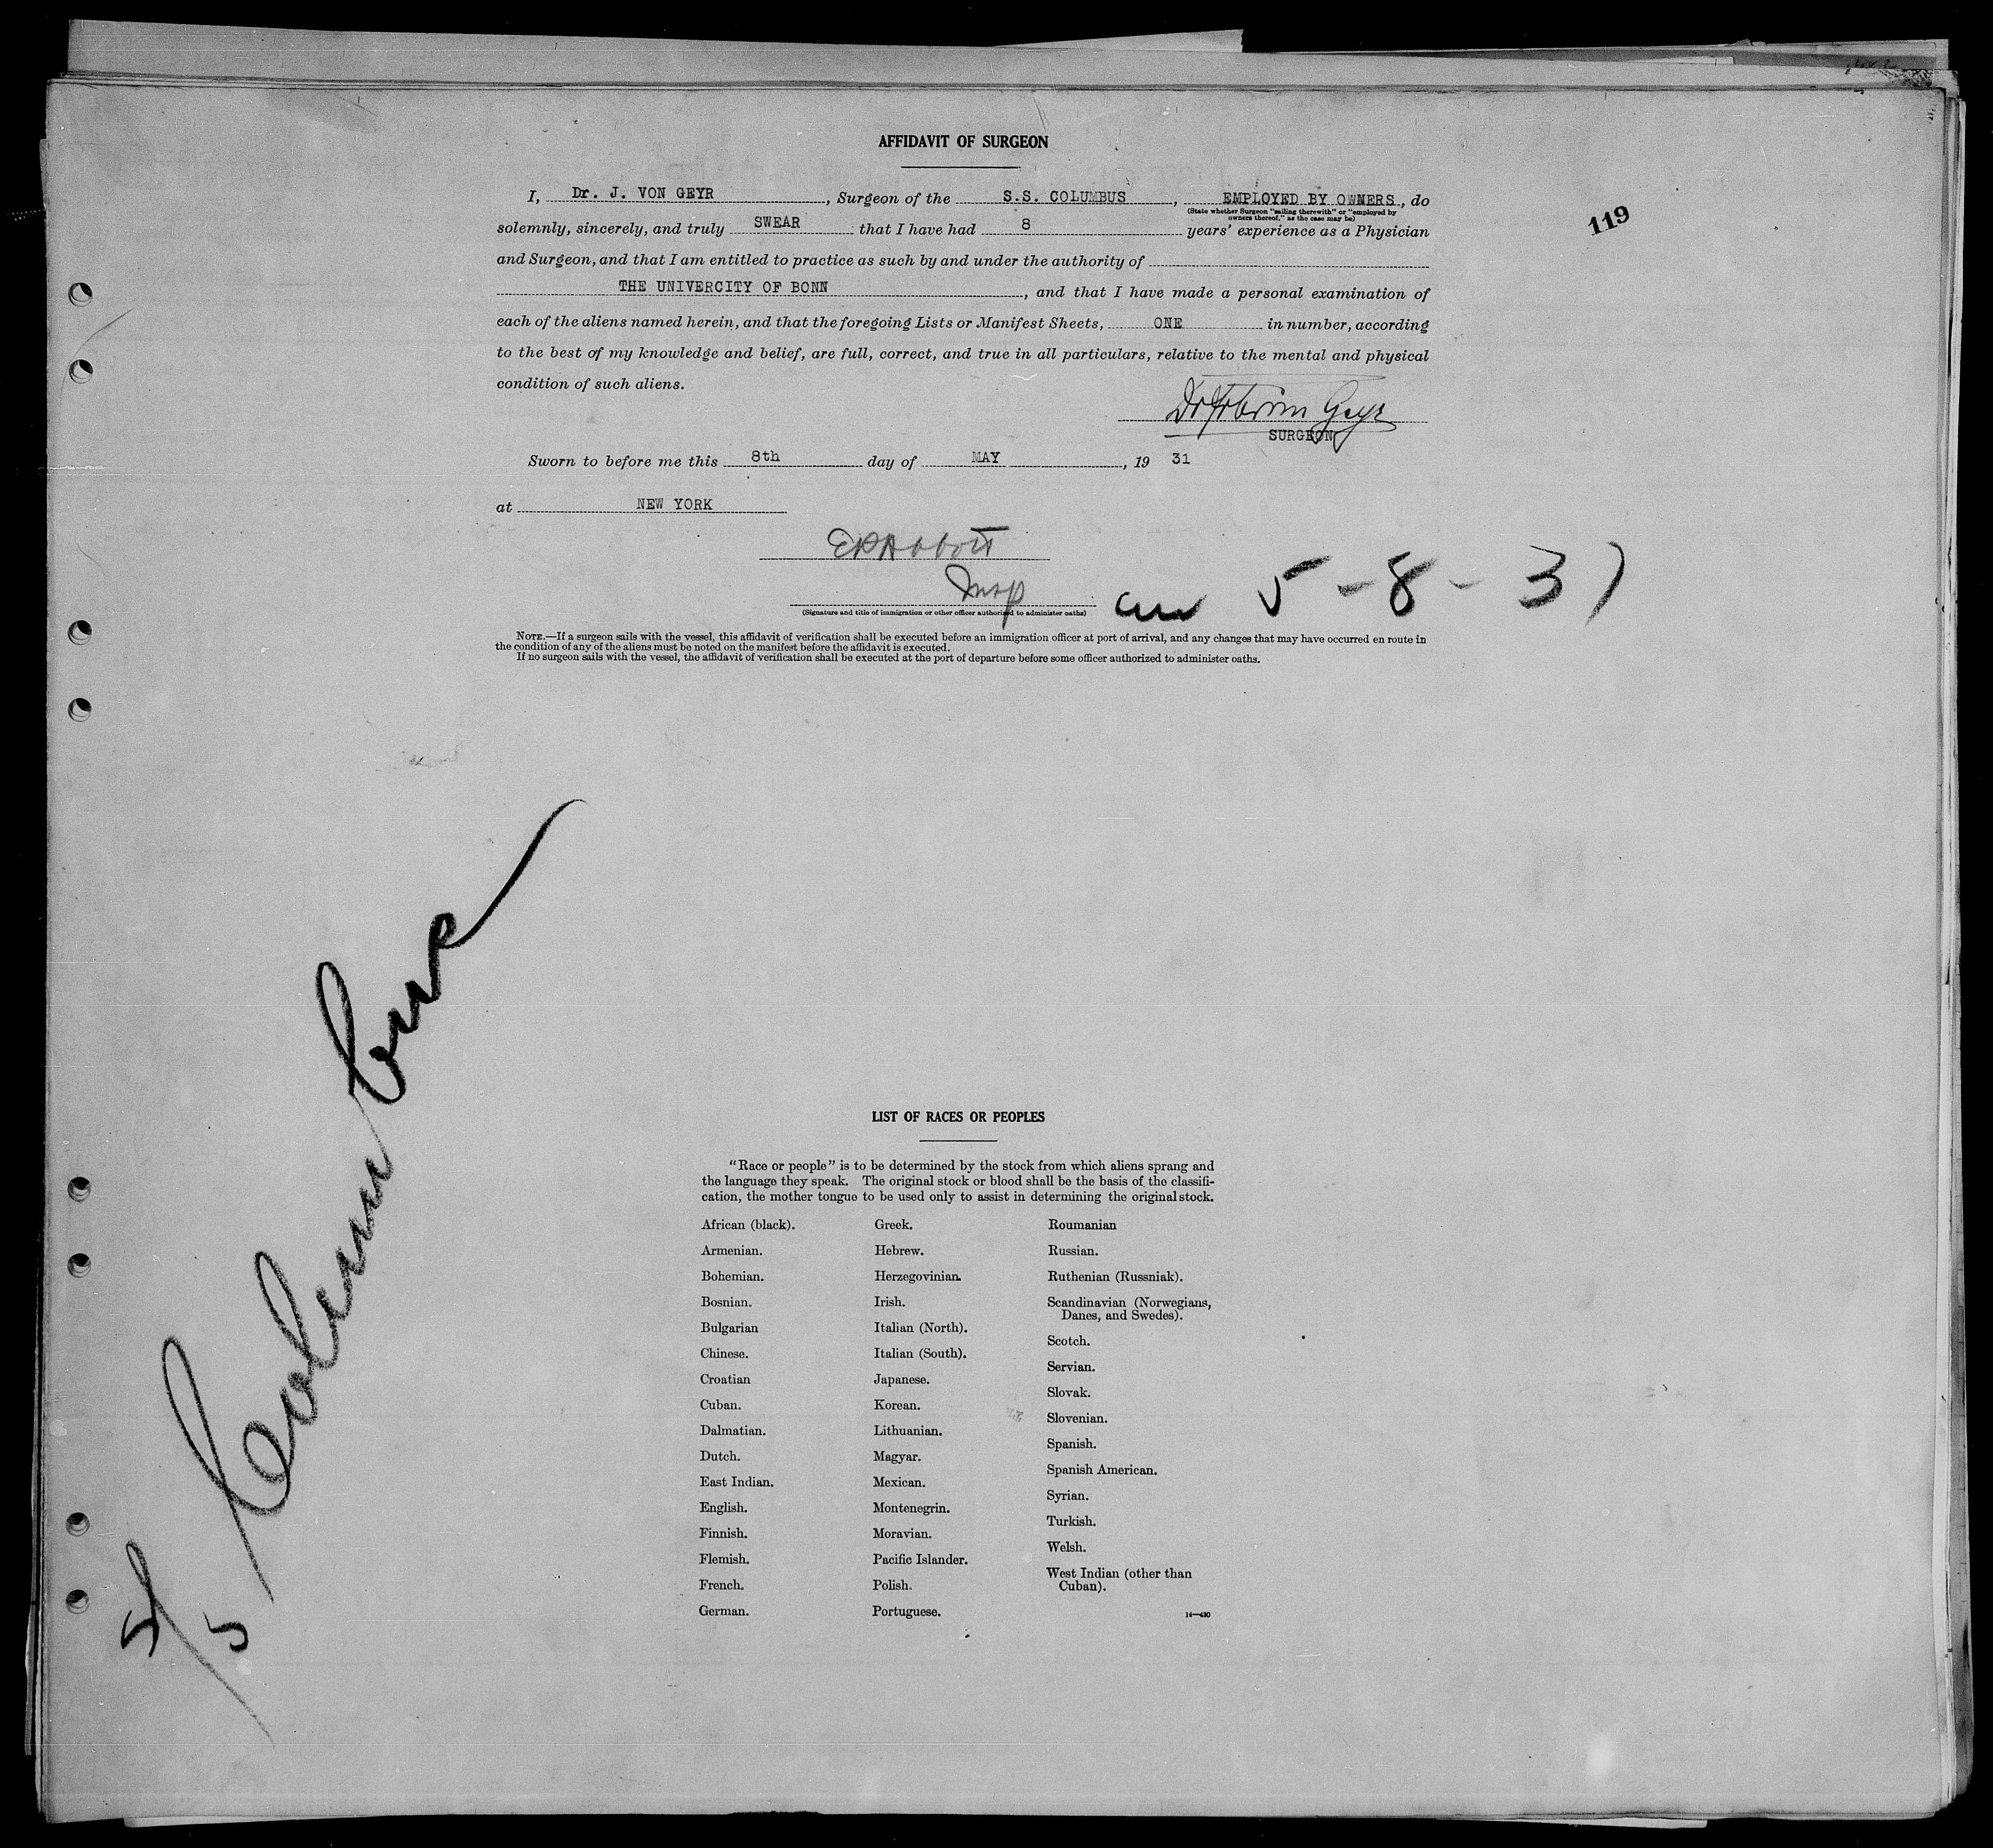 AFFIDAVIT OF SURGEON
I, Dr. J. VON GEYR, Surgeon of the S.S. COLUMBUS, EMPLOYED BY OWNERS, do
(State whether Surgeon "sailing therewith" or "employed by
owners thereof," as the case may be)
119
solemnly, sincerely, and truly SWEAR that I have had 8 years' experience as a Physician
and Surgeon, and that I am entitled to practice as such by and under the authority of
THE UNIVERCITY OF BONN, and that I have made a personal examination of
each of the aliens named herein, and that the foregoing Lists or Manifest Sheets, ONE in number, according
to the best of my knowledge and belief, are full, correct, and true in all particulars, relative to the mental and physical
condition of such aliens.
Geyr
SURGEON
Sworn to before me this 8th day of MAY, 19 31
at NEW YORK
EPAbbott
Insp
5-8-31
(Signature and title of immigration or other officer authorized to administer oaths)
NOTE.—If a surgeon sails with the vessel, this affidavit of verification shall be executed before an immigration officer at port of arrival, and any changes that may have occurred en route in
the condition of any of the aliens must be noted on the manifest before the affidavit is executed.
If no surgeon sails with the vessel, the affidavit of verification shall be executed at the port of departure before some officer authorized to administer oaths.
Columbus
5/5
LIST OF RACES OR PEOPLES
"Race or people" is to be determined by the stock from which aliens sprang and
the language they speak. The original stock or blood shall be the basis of the classifi-
cation, the mother tongue to be used only to assist in determining the original stock.
African (black).
Armenian.
Bohemian.
Bosnian.
Bulgarian
Chinese.
Croatian
Cuban.
Dalmatian.
Dutch.
East Indian.
English.
Finnish.
Flemish.
French.
German.
Greek.
Hebrew.
Herzegovinian.
Irish.
Italian (North).
Italian (South).
Japanese.
Korean.
Lithuanian.
Magyar.
Mexican.
Montenegrin.
Moravian.
Pacific Islander.
Polish.
Portuguese.
Roumanian
Russian.
Ruthenian (Russniak).
Scandinavian (Norwegians,
Danes, and Swedes).
Scotch.
Servian.
Slovak.
Slovenian.
Spanish.
Spanish American.
Syrian.
Turkish.
Welsh.
West Indian (other than
Cuban).
14—430